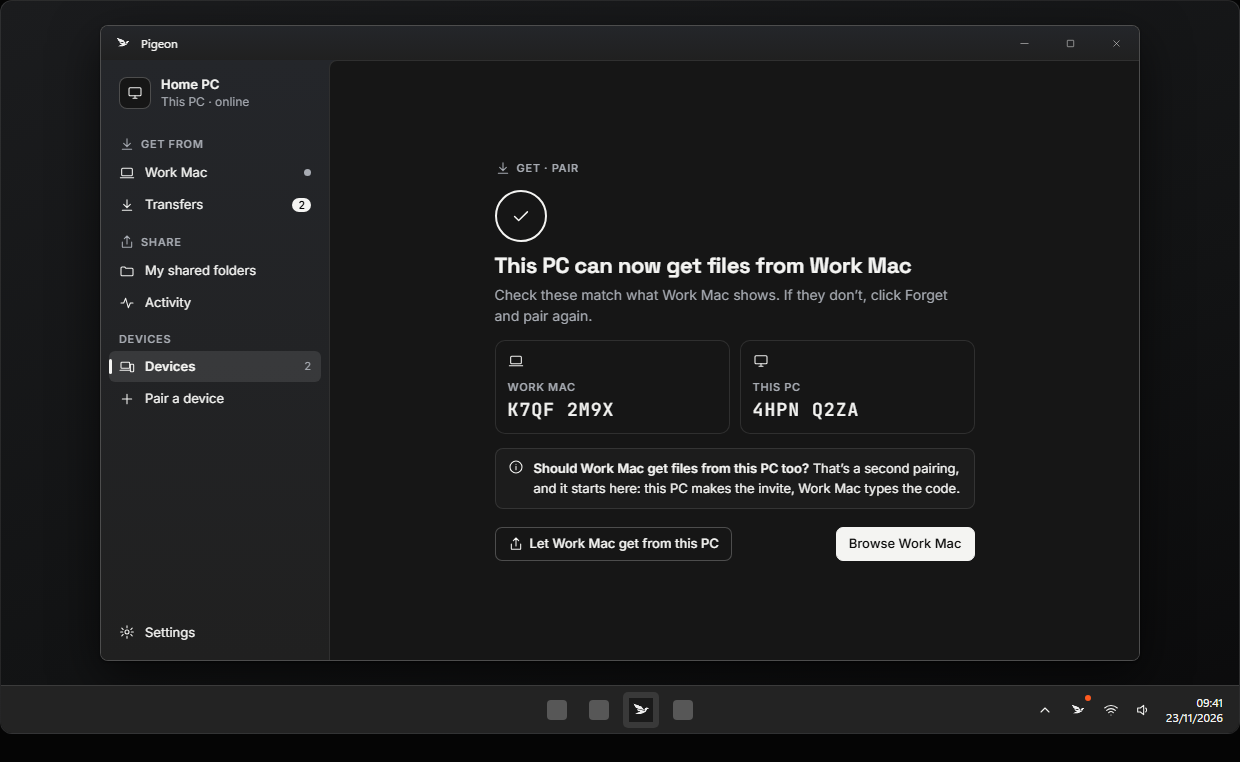 Pigeon
Home PC
This PC · online
GET FROM
Work Mac
Transfers 2
SHARE
My shared folders
Activity
DEVICES
Devices 2
Pair a device
Settings
GET · PAIR
This PC can now get files from Work Mac
Check these match what Work Mac shows. If they don’t, click Forget
and pair again.
WORK MAC
K7QF 2M9X
THIS PC
4HPN Q2ZA
Should Work Mac get files from this PC too? That’s a second pairing,
and it starts here: this PC makes the invite, Work Mac types the code.
Let Work Mac get from this PC
Browse Work Mac
09:41
23/11/2026